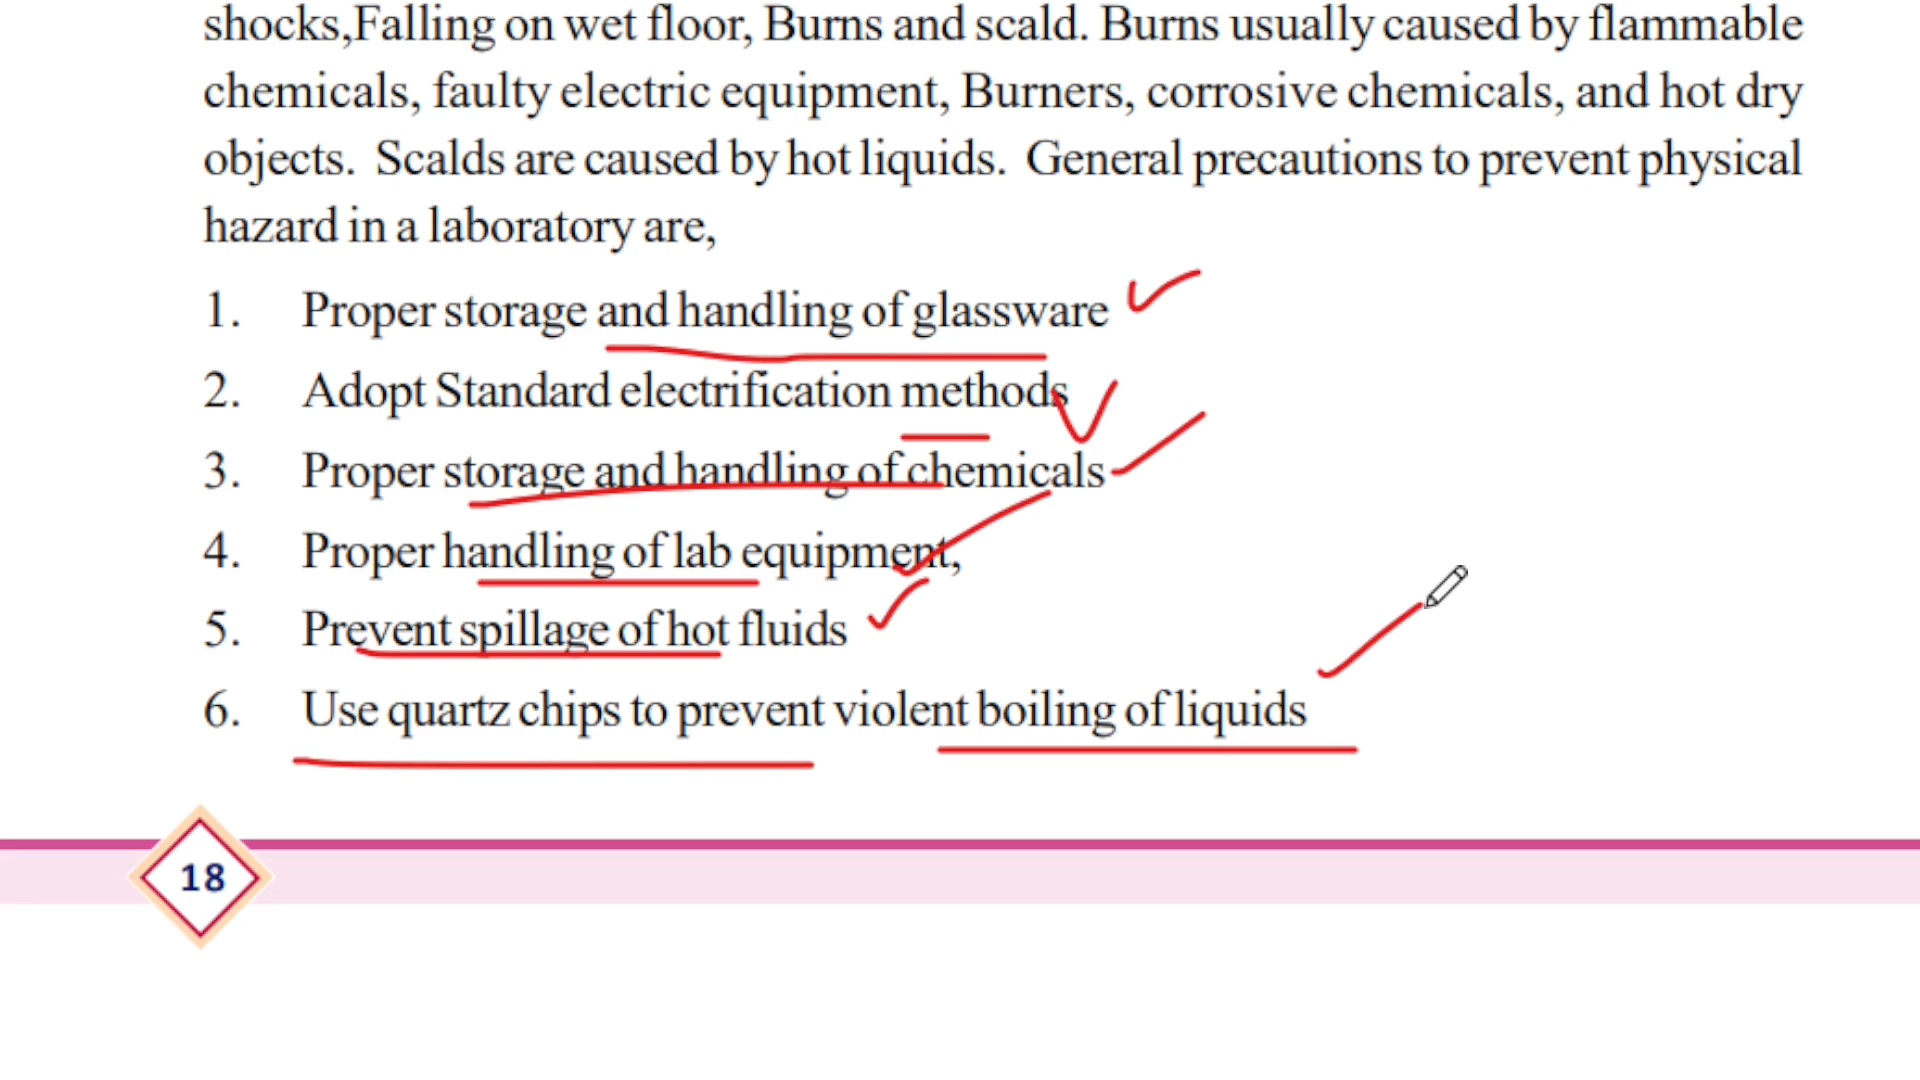 shocks,Falling on wet floor, Burns and scald. Burns usually caused by flammable
chemicals, faulty electric equipment, Burners, corrosive chemicals, and hot dry
objects. Scalds are caused by hot liquids. General precautions to prevent physical
hazard in a laboratory are,
1. Proper storage and handling of glassware
2. Adopt Standard electrification methods
3. Proper storage and handling of chemicals
4. Proper handling of lab equipment,
5. Prevent spillage of hot fluids
6. Use quartz chips to prevent violent boiling of liquids
18